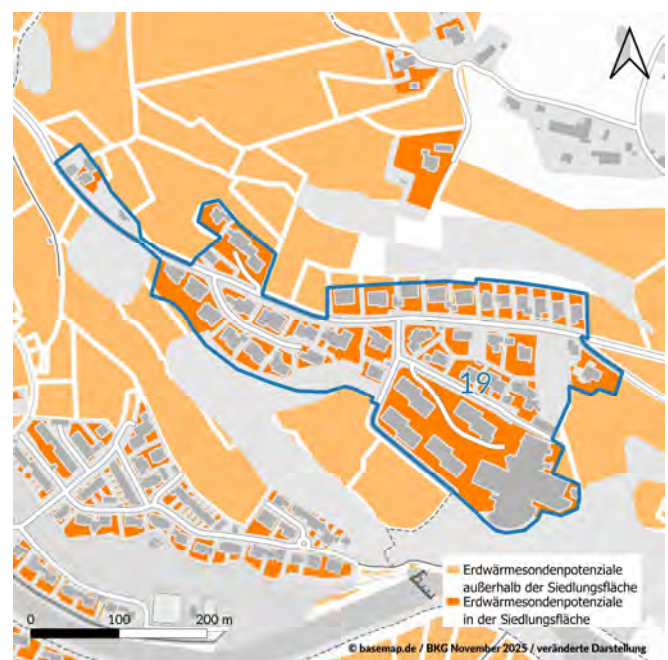 19
Erdwärmesondenpotenziale
außerhalb der Siedlungsfläche
Erdwärmesondenpotenziale
in der Siedlungsfläche
0 100 200 m
© basemap.de / BKG November 2025 / veränderte Darstellung